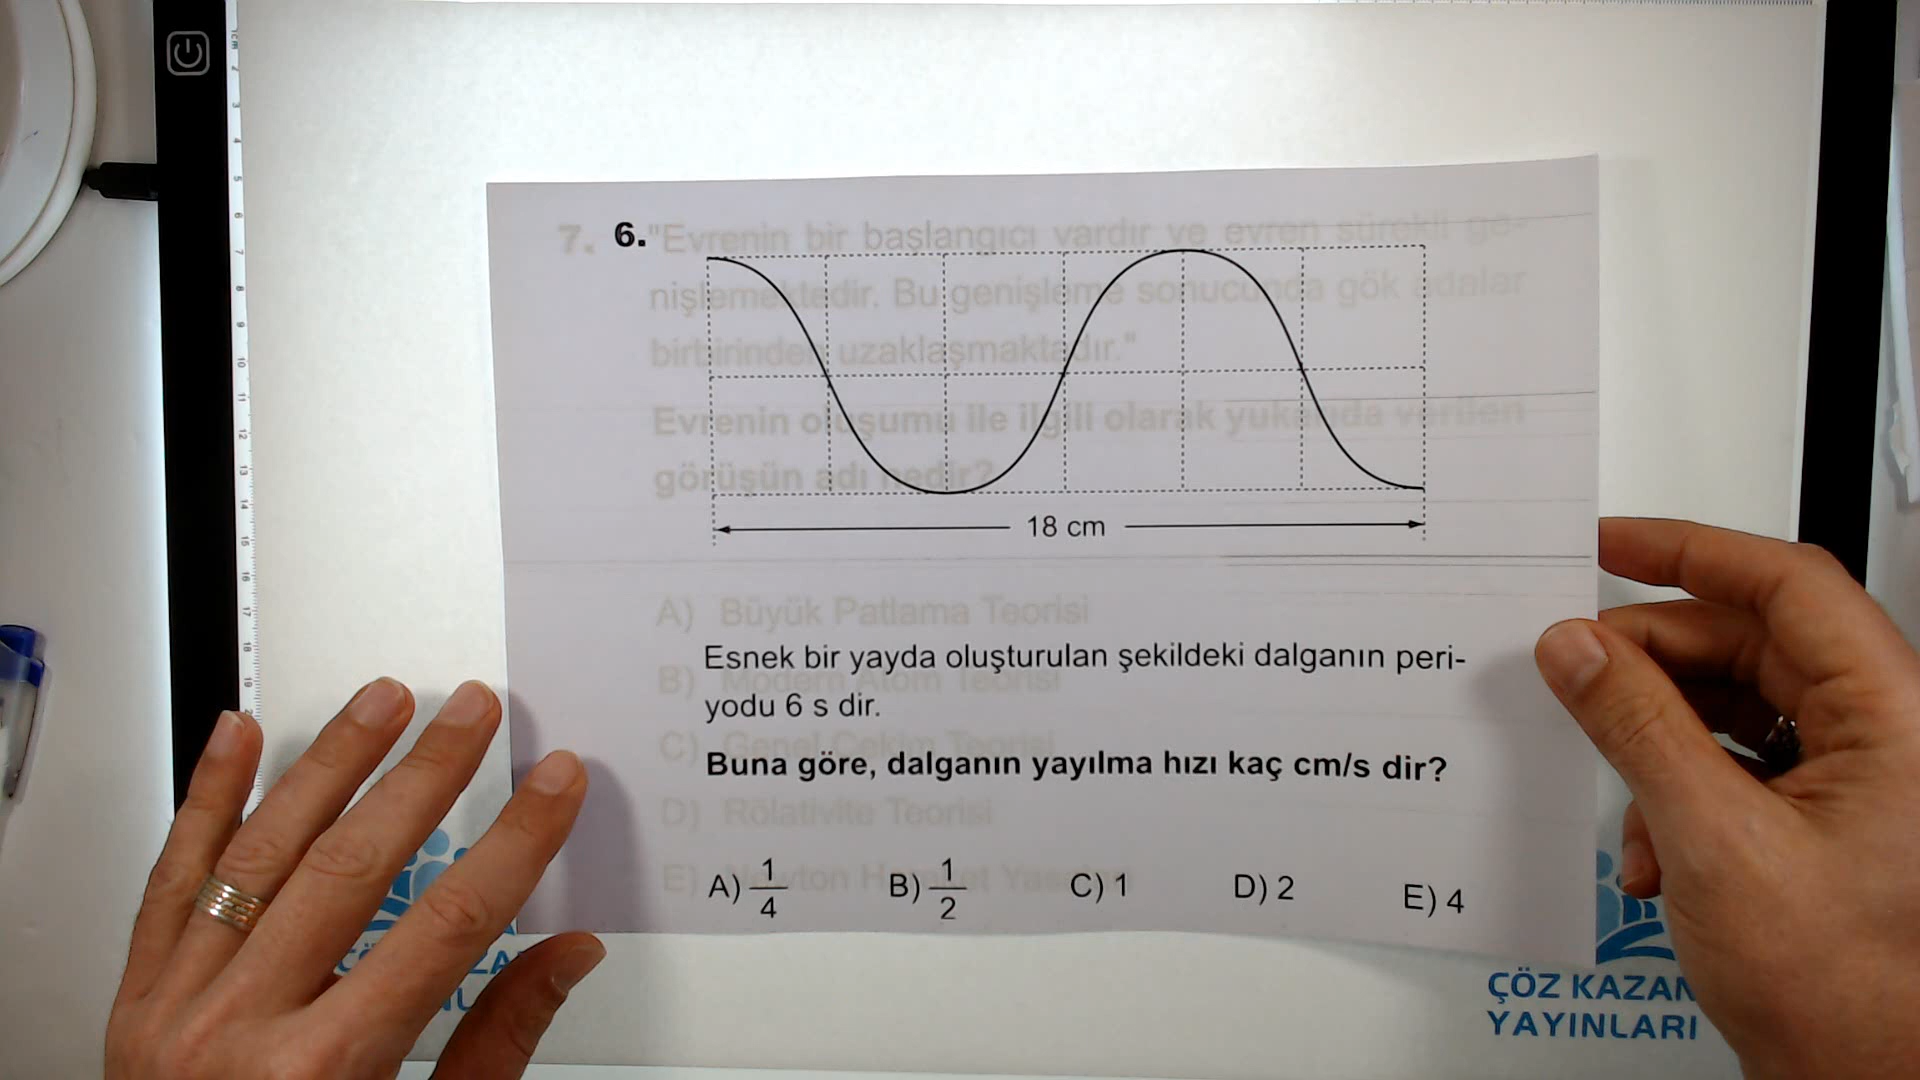 7. "Evrenin bir başlangıcı vardır ve evren sürekli ge-
nişlemektedir. Bu genişleme sonucunda gök adalar
birbirinden uzaklaşmaktadır."
Evrenin oluşumu ile ilgili olarak yukarıda verilen
görüşün adı nedir?
A) Büyük Patlama Teorisi
B) Modern Atom Teorisi
C) Genel Çekim Teorisi
D) Rölativite Teorisi
E) Newton Hareket Yasaları
6.
18 cm
Esnek bir yayda oluşturulan şekildeki dalganın peri-
yodu 6 s dir.
Buna göre, dalganın yayılma hızı kaç cm/s dir?
A) 1/4 B) 1/2 C) 1 D) 2 E) 4
ÇÖZ KAZAN
YAYINLARI